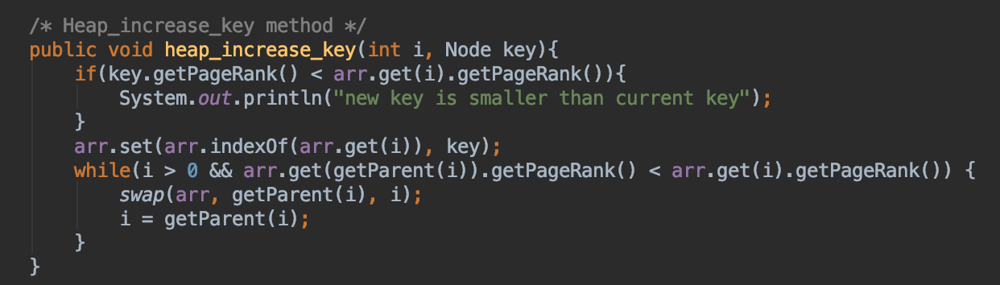 /* Heap_increase_key method */
public void heap_increase_key(int i, Node key){
    if(key.getPageRank() < arr.get(i).getPageRank()){
        System.out.println("new key is smaller than current key");
    }
    arr.set(arr.indexOf(arr.get(i)), key);
    while(i > 0 && arr.get(getParent(i)).getPageRank() < arr.get(i).getPageRank()) {
        swap(arr, getParent(i), i);
        i = getParent(i);
    }
}